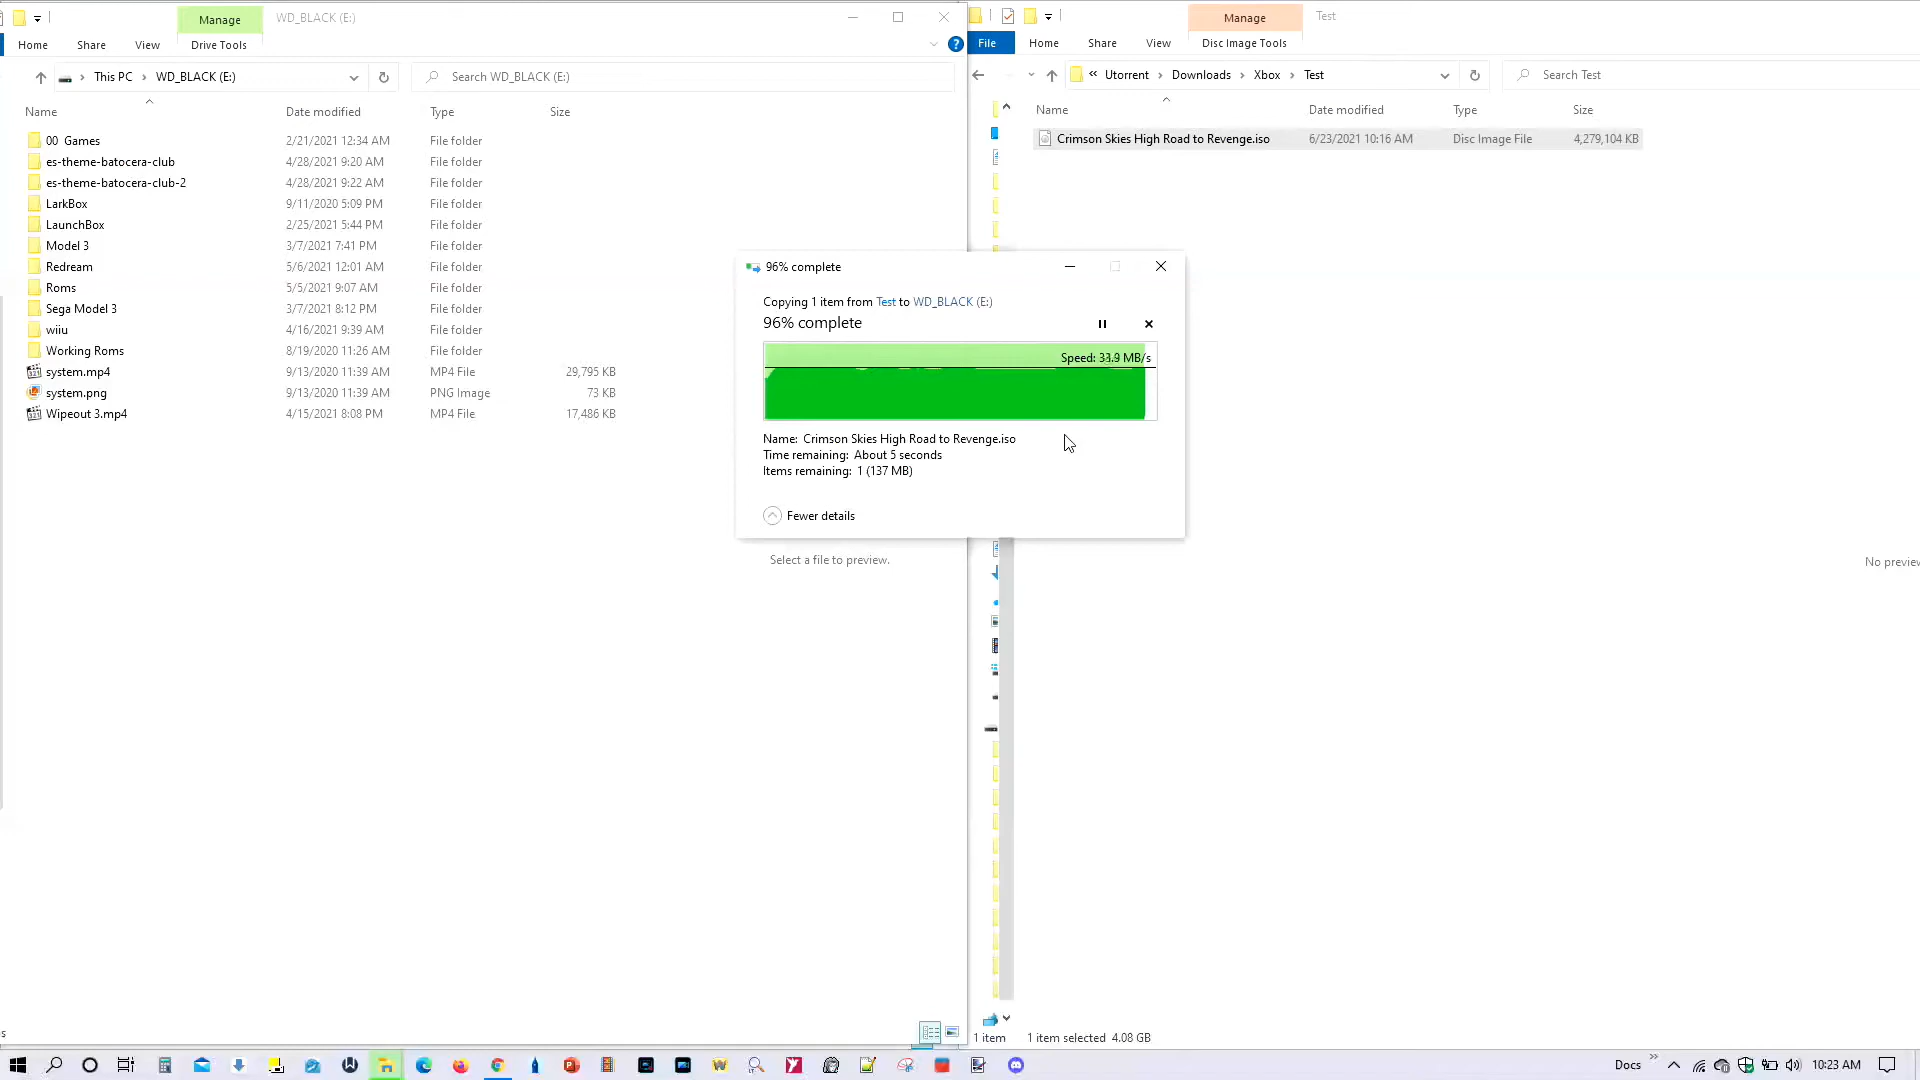 Manage
WD_BLACK (E:)
Home
Share
View
Drive Tools
This PC
WD_BLACK (E:)
Search WD_BLACK (E:)
Name
Date modified
Type
Size
00 Games
2/21/2021 12:34 AM
File folder
es-theme-batocera-club
4/28/2021 9:20 AM
File folder
es-theme-batocera-club-2
4/28/2021 9:22 AM
File folder
LarkBox
9/11/2020 5:09 PM
File folder
LaunchBox
2/25/2021 5:44 PM
File folder
Model 3
3/7/2021 7:41 PM
File folder
Redream
5/6/2021 12:01 AM
File folder
Roms
5/5/2021 9:07 AM
File folder
Sega Model 3
3/7/2021 8:12 PM
File folder
wiiu
4/16/2021 9:39 AM
File folder
Working Roms
8/19/2020 11:26 AM
File folder
system.mp4
9/13/2020 11:39 AM
MP4 File
29,795 KB
system.png
9/13/2020 11:39 AM
PNG Image
73 KB
Wipeout 3.mp4
4/15/2021 8:08 PM
MP4 File
17,486 KB
Select a file to preview.
s
96% complete
Copying 1 item from Test to WD_BLACK (E:)
96% complete
Speed: MB/s
Name: Crimson Skies High Road to Revenge.iso
Time remaining: About 5 seconds
Items remaining: 1 (137 MB)
Fewer details
Manage
Test
File
Home
Share
View
Disc Image Tools
« Utorrent
Downloads
Xbox
Test
Search Test
Name
Date modified
Type
Size
Crimson Skies High Road to Revenge.iso
6/23/2021 10:16 AM
Disc Image File
4,279,104 KB
No preview
1 item
1 item selected 4.08 GB
Docs
10:23 AM